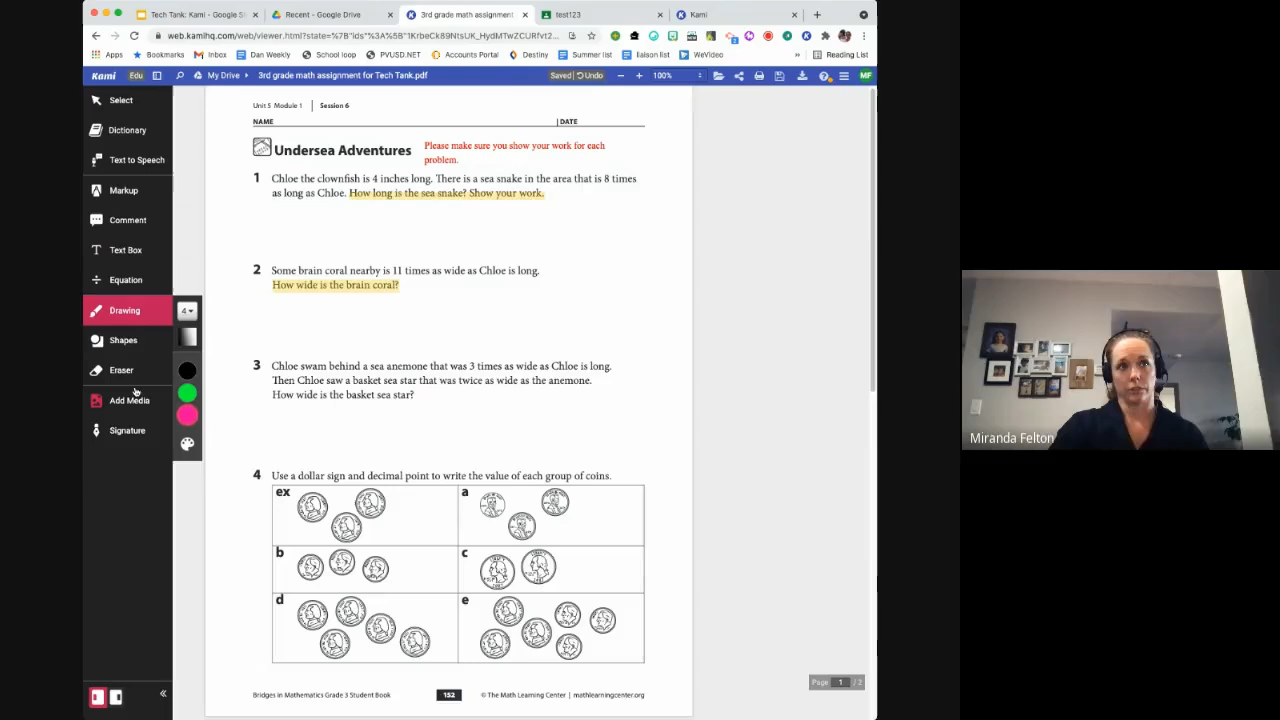 Tech Tank: Kami - Google Sl
Recent - Google Drive
3rd grade math assignment
test123
Kami
web.kamihq.com/web/viewer.html?state=%7B"ids"%3A%5B"1KrbeCk89NtsUK_HydMTwZCURfvt2...
Apps
Bookmarks
Inbox
Dan Weekly
School loop
PVUSD.NET
Accounts Portal
Destiny
Summer list
liaison list
WeVideo
»
Reading List
Kami
Edu
My Drive
3rd grade math assignment for Tech Tank.pdf
Saved
Undo
100%
MF
Select
Dictionary
Text to Speech
Markup
Comment
Text Box
Equation
Drawing
Shapes
Eraser
Add Media
Signature
4
Unit 5 Module 1 | Session 6
NAME | DATE
Undersea Adventures
Please make sure you show your work for each
problem.
1 Chloe the clownfish is 4 inches long. There is a sea snake in the area that is 8 times
as long as Chloe. How long is the sea snake? Show your work.
2 Some brain coral nearby is 11 times as wide as Chloe is long.
How wide is the brain coral?
3 Chloe swam behind a sea anemone that was 3 times as wide as Chloe is long.
Then Chloe saw a basket sea star that was twice as wide as the anemone.
How wide is the basket sea star?
4 Use a dollar sign and decimal point to write the value of each group of coins.
ex
a
b
c
d
e
Bridges in Mathematics Grade 3 Student Book 152 © The Math Learning Center | mathlearningcenter.org
Page 1 / 2
Miranda Felton